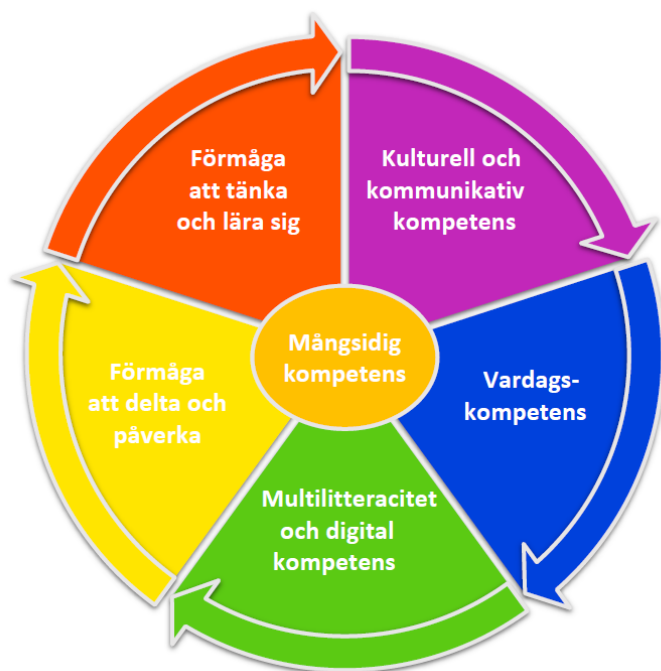 Förmåga
att tänka
och lära sig
Kulturell och
kommunikativ
kompetens
Vardags-
kompetens
Multilitteracitet
och digital
kompetens
Förmåga
att delta och
påverka
Mångsidig
kompetens